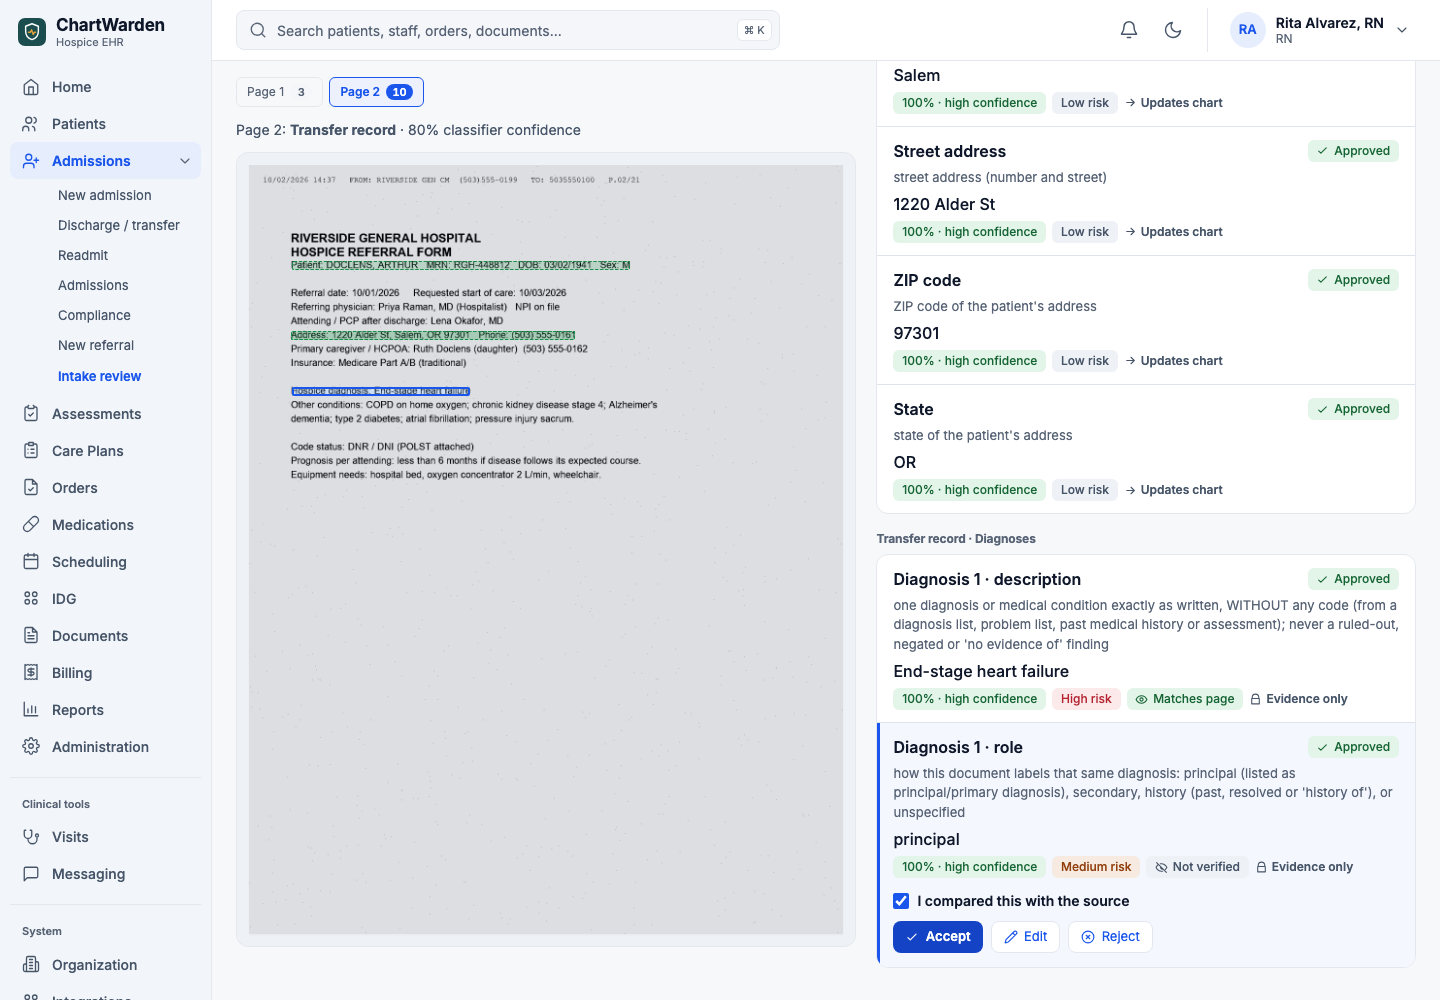 ChartWarden
Hospice EHR
Search patients, staff, orders, documents...
⌘ K
RA
Rita Alvarez, RN
RN
Home
Patients
Admissions
New admission
Discharge / transfer
Readmit
Admissions
Compliance
New referral
Intake review
Assessments
Care Plans
Orders
Medications
Scheduling
IDG
Documents
Billing
Reports
Administration
Clinical tools
Visits
Messaging
System
Organization
Integrations
Page 1 3
Page 2 10
Page 2: Transfer record · 80% classifier confidence
10/02/2026 14:37 FROM: RIVERSIDE GEN CM (503)555-0199 TO: 5035550100 P.02/21
RIVERSIDE GENERAL HOSPITAL
HOSPICE REFERRAL FORM
Patient: DOCLENS, ARTHUR MRN: RGH-448812 DOB: 03/02/1941 Sex: M
Referral date: 10/01/2026 Requested start of care: 10/03/2026
Referring physician: Priya Raman, MD (Hospitalist) NPI on file
Attending / PCP after discharge: Lena Okafor, MD
Address: 1220 Alder St, Salem, OR 97301 Phone: (503) 555-0161
Primary caregiver / HCPOA: Ruth Doclens (daughter) (503) 555-0162
Insurance: Medicare Part A/B (traditional)
Hospice diagnosis: End-stage heart failure
Other conditions: COPD on home oxygen; chronic kidney disease stage 4; Alzheimer's
dementia; type 2 diabetes; atrial fibrillation; pressure injury sacrum.
Code status: DNR / DNI (POLST attached)
Prognosis per attending: less than 6 months if disease follows its expected course.
Equipment needs: hospital bed, oxygen concentrator 2 L/min, wheelchair.
Salem
100% · high confidence Low risk → Updates chart
Street address Approved
street address (number and street)
1220 Alder St
100% · high confidence Low risk → Updates chart
ZIP code Approved
ZIP code of the patient's address
97301
100% · high confidence Low risk → Updates chart
State Approved
state of the patient's address
OR
100% · high confidence Low risk → Updates chart
Transfer record · Diagnoses
Diagnosis 1 · description Approved
one diagnosis or medical condition exactly as written, WITHOUT any code (from a
diagnosis list, problem list, past medical history or assessment); never a ruled-out,
negated or 'no evidence of' finding
End-stage heart failure
100% · high confidence High risk Matches page Evidence only
Diagnosis 1 · role Approved
how this document labels that same diagnosis: principal (listed as
principal/primary diagnosis), secondary, history (past, resolved or 'history of'), or
unspecified
principal
100% · high confidence Medium risk Not verified Evidence only
I compared this with the source
Accept Edit Reject